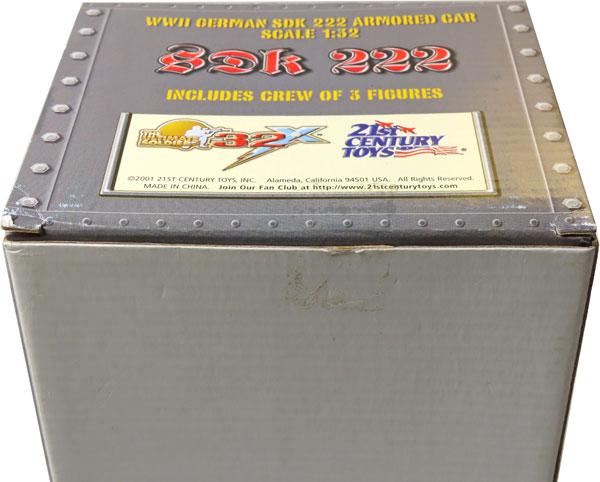 WWII GERMAN SDK 222 ARMORED CAR
SCALE 1:32
SDk 222
INCLUDES CREW OF 3 FIGURES
THE ULTIMATE SOLDIER 32X
21ST CENTURY TOYS
©2001 21ST CENTURY TOYS, INC. Alameda, California 94501 USA. All Rights Reserved.
MADE IN CHINA. Join Our Fan Club at http://www.21stcenturytoys.com